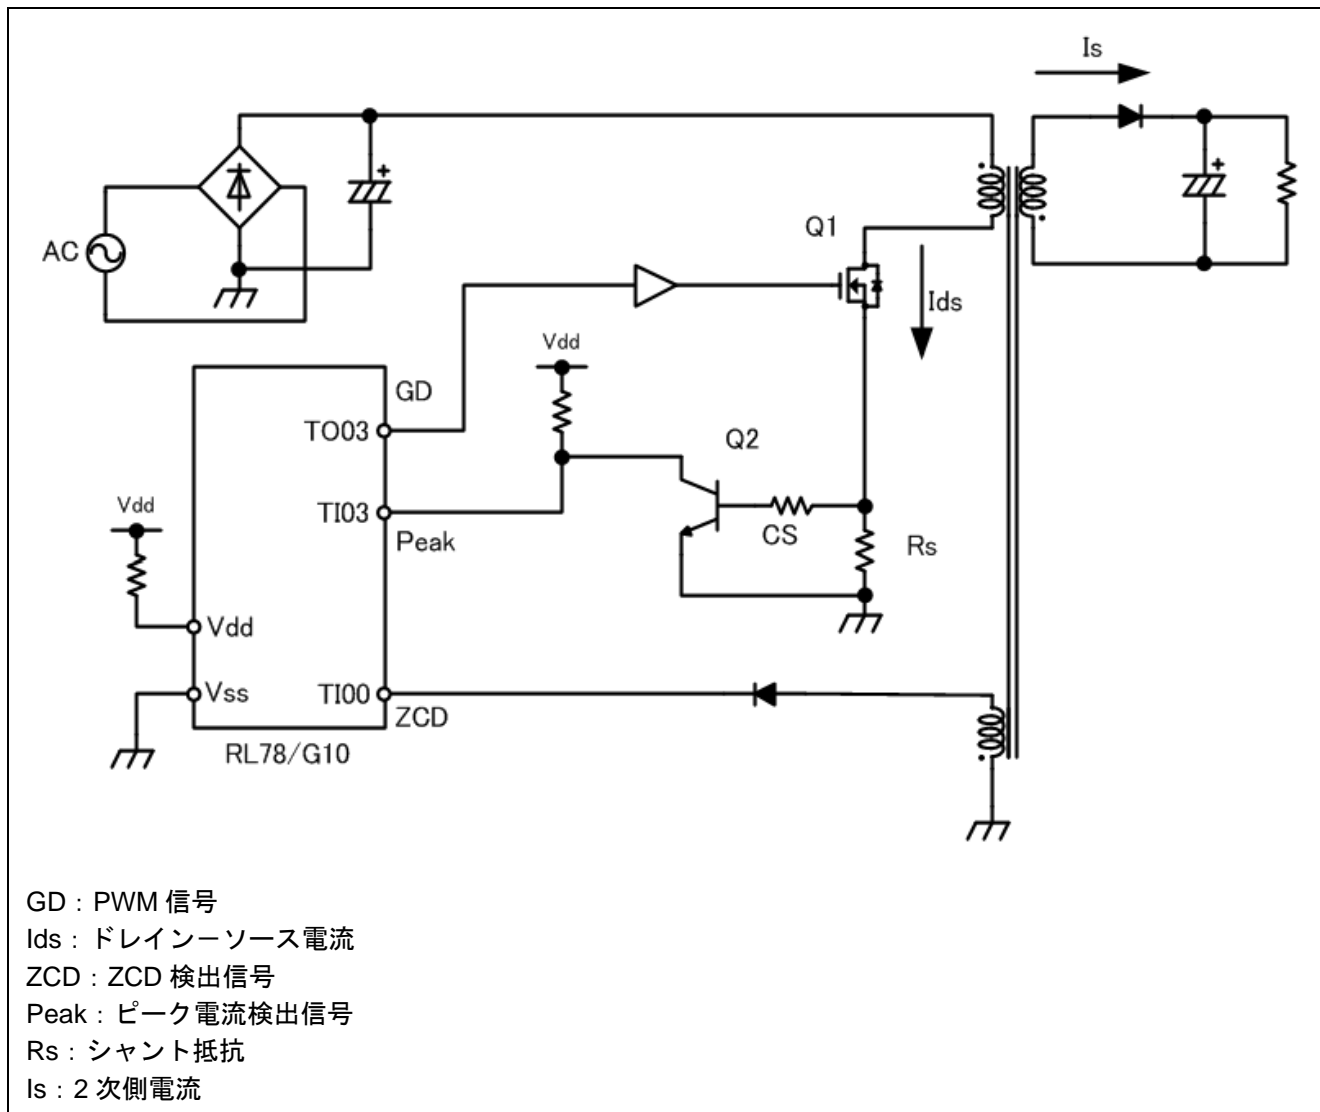 Is
Q1
AC
Ids
Vdd
GD
TO03
Q2
Vdd
TI03
CS
Rs
Peak
Vdd
Vss
TI00
ZCD
RL78/G10
GD：PWM 信号
Ids：ドレイン－ソース電流
ZCD：ZCD 検出信号
Peak：ピーク電流検出信号
Rs：シャント抵抗
Is：2 次側電流